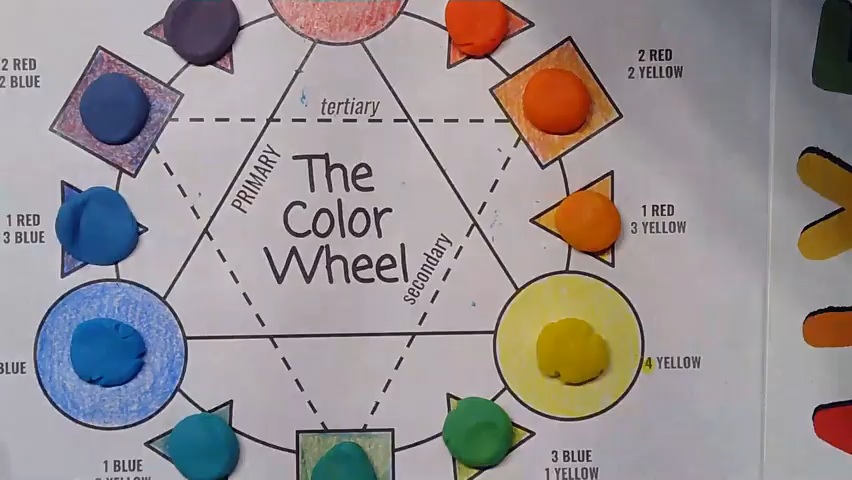 2 RED
2 BLUE
2 RED
2 YELLOW
tertiary
PRIMARY
The
Color
Wheel
secondary
1 RED
3 BLUE
1 RED
3 YELLOW
BLUE
4 YELLOW
1 BLUE
3 BLUE
1 YELLOW